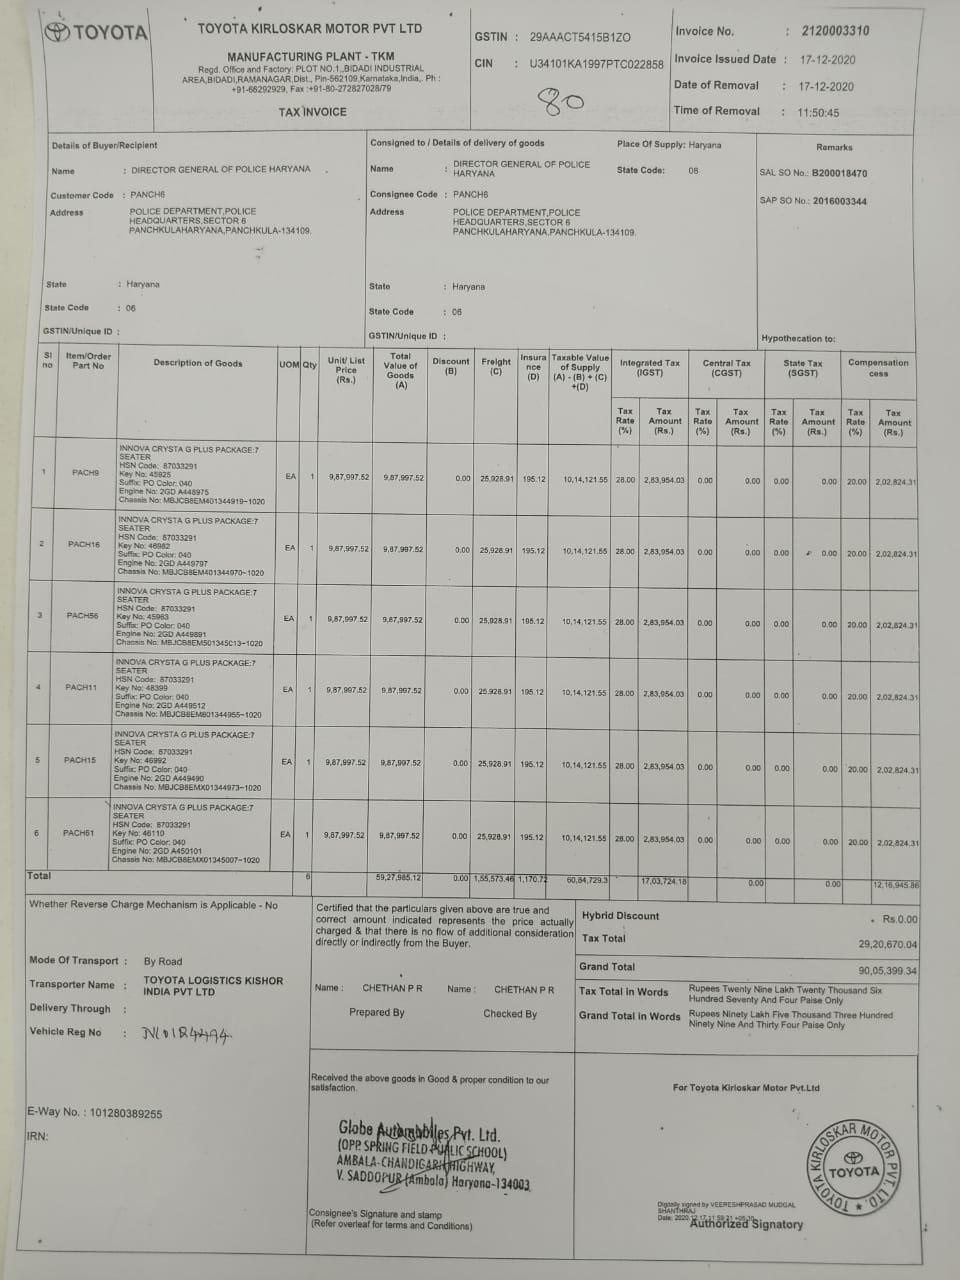 TOYOTA
TOYOTA KIRLOSKAR MOTOR PVT LTD
MANUFACTURING PLANT - TKM
Regd. Office and Factory: PLOT NO.1,,BIDADI INDUSTRIAL
AREA,BIDADI,RAMANAGAR,Dist., Pin-562109,Karnataka,India,. Ph :
+91-66292929, Fax :+91-80-272827028/79
TAX INVOICE
GSTIN : 29AAACT5415B1ZO
CIN : U34101KA1997PTC022858
80
Invoice No. : 2120003310
Invoice Issued Date : 17-12-2020
Date of Removal : 17-12-2020
Time of Removal : 11:50:45
Details of Buyer/Recipient
Name : DIRECTOR GENERAL OF POLICE HARYANA
Customer Code : PANCH6
Address POLICE DEPARTMENT,POLICE
HEADQUARTERS,SECTOR 6
PANCHKULAHARYANA,PANCHKULA-134109.
State : Haryana
State Code : 06
GSTIN/Unique ID :
Consigned to / Details of delivery of goods
Place Of Supply: Haryana
Name : DIRECTOR GENERAL OF POLICE
HARYANA
State Code: 06
Consignee Code : PANCH6
Address POLICE DEPARTMENT,POLICE
HEADQUARTERS,SECTOR 6
PANCHKULAHARYANA,PANCHKULA-134109.
State : Haryana
State Code : 06
GSTIN/Unique ID :
Remarks
SAL SO No.: B200018470
SAP SO No.: 2016003344
Hypothecation to:
Sl no Item/Order Part No Description of Goods UOM Qty Unit/ List Price (Rs.) Total Value of Goods (A) Discount (B) Freight (C) Insura nce (D) Taxable Value of Supply (A) - (B) + (C) +(D) Integrated Tax (IGST) Central Tax (CGST) State Tax (SGST) Compensation cess
Tax Rate (%) Tax Amount (Rs.) Tax Rate (%) Tax Amount (Rs.) Tax Rate (%) Tax Amount (Rs.) Tax Rate (%) Tax Amount (Rs.)
INNOVA CRYSTA G PLUS PACKAGE:7
SEATER
HSN Code: 87033291
1 PACH9 Key No: 45925 EA 1 9,87,997.52 9,87,997.52 0.00 25,928.91 195.12 10,14,121.55 28.00 2,83,954.03 0.00 0.00 0.00 0.00 20.00 2,02,824.31
Suffix: PO Color: 040
Engine No: 2GD A448975
Chassis No: MBJCB8EM401344919~1020
INNOVA CRYSTA G PLUS PACKAGE:7
SEATER
HSN Code: 87033291
2 PACH16 Key No: 46982 EA 1 9,87,997.52 9,87,997.52 0.00 25,928.91 195.12 10,14,121.55 28.00 2,83,954.03 0.00 0.00 0.00 0.00 20.00 2,02,824.31
Suffix: PO Color: 040
Engine No: 2GD A449797
Chassis No: MBJCB8EM401344970~1020
INNOVA CRYSTA G PLUS PACKAGE:7
SEATER
HSN Code: 87033291
3 PACH56 Key No: 45963 EA 1 9,87,997.52 9,87,997.52 0.00 25,928.91 195.12 10,14,121.55 28.00 2,83,954.03 0.00 0.00 0.00 0.00 20.00 2,02,824.31
Suffix: PO Color: 040
Engine No: 2GD A449891
Chassis No: MBJCB8EM501345013~1020
INNOVA CRYSTA G PLUS PACKAGE:7
SEATER
HSN Code: 87033291
4 PACH11 Key No: 48399 EA 1 9,87,997.52 9,87,997.52 0.00 25,928.91 195.12 10,14,121.55 28.00 2,83,954.03 0.00 0.00 0.00 0.00 20.00 2,02,824.31
Suffix: PO Color: 040
Engine No: 2GD A449512
Chassis No: MBJCB8EM801344955~1020
INNOVA CRYSTA G PLUS PACKAGE:7
SEATER
HSN Code: 87033291
5 PACH15 Key No: 46992 EA 1 9,87,997.52 9,87,997.52 0.00 25,928.91 195.12 10,14,121.55 28.00 2,83,954.03 0.00 0.00 0.00 0.00 20.00 2,02,824.31
Suffix: PO Color: 040
Engine No: 2GD A449490
Chassis No: MBJCB8EMX01344973~1020
INNOVA CRYSTA G PLUS PACKAGE:7
SEATER
HSN Code: 87033291
6 PACH61 Key No: 46110 EA 1 9,87,997.52 9,87,997.52 0.00 25,928.91 195.12 10,14,121.55 28.00 2,83,954.03 0.00 0.00 0.00 0.00 20.00 2,02,824.31
Suffix: PO Color: 040
Engine No: 2GD A450101
Chassis No: MBJCB8EMX01345007~1020
Total 6 59,27,985.12 0.00 1,55,573.46 1,170.72 60,84,729.3 17,03,724.18 0.00 0.00 12,16,945.86
Whether Reverse Charge Mechanism is Applicable - No
Mode Of Transport : By Road
Transporter Name : TOYOTA LOGISTICS KISHOR
INDIA PVT LTD
Delivery Through :
Vehicle Reg No :
E-Way No. : 101280389255
IRN:
Certified that the particulars given above are true and
correct amount indicated represents the price actually
charged & that there is no flow of additional consideration
directly or indirectly from the Buyer.
Name : CHETHAN P R Name : CHETHAN P R
Prepared By Checked By
Hybrid Discount Rs.0.00
Tax Total 29,20,670.04
Grand Total 90,05,399.34
Tax Total in Words Rupees Twenty Nine Lakh Twenty Thousand Six
Hundred Seventy And Four Paise Only
Grand Total in Words Rupees Ninety Lakh Five Thousand Three Hundred
Ninety Nine And Thirty Four Paise Only
Received the above goods in Good & proper condition to our
satisfaction.
Globe Automobiles Pvt. Ltd.
(OPP. SPRING FIELD PUBLIC SCHOOL)
AMBALA-CHANDIGARH HIGHWAY,
V. SADDOPUR (Ambala) Haryana-134003
Consignee's Signature and stamp
(Refer overleaf for terms and Conditions)
For Toyota Kirloskar Motor Pvt.Ltd
TOYOTA KIRLOSKAR MOTOR PVT. LTD.
TOYOTA
Digitally signed by VEERESHPRASAD MUDGAL
SHANTHRAJ
Date: 2020.12.17 11:59:21 +05:30
Authorized Signatory